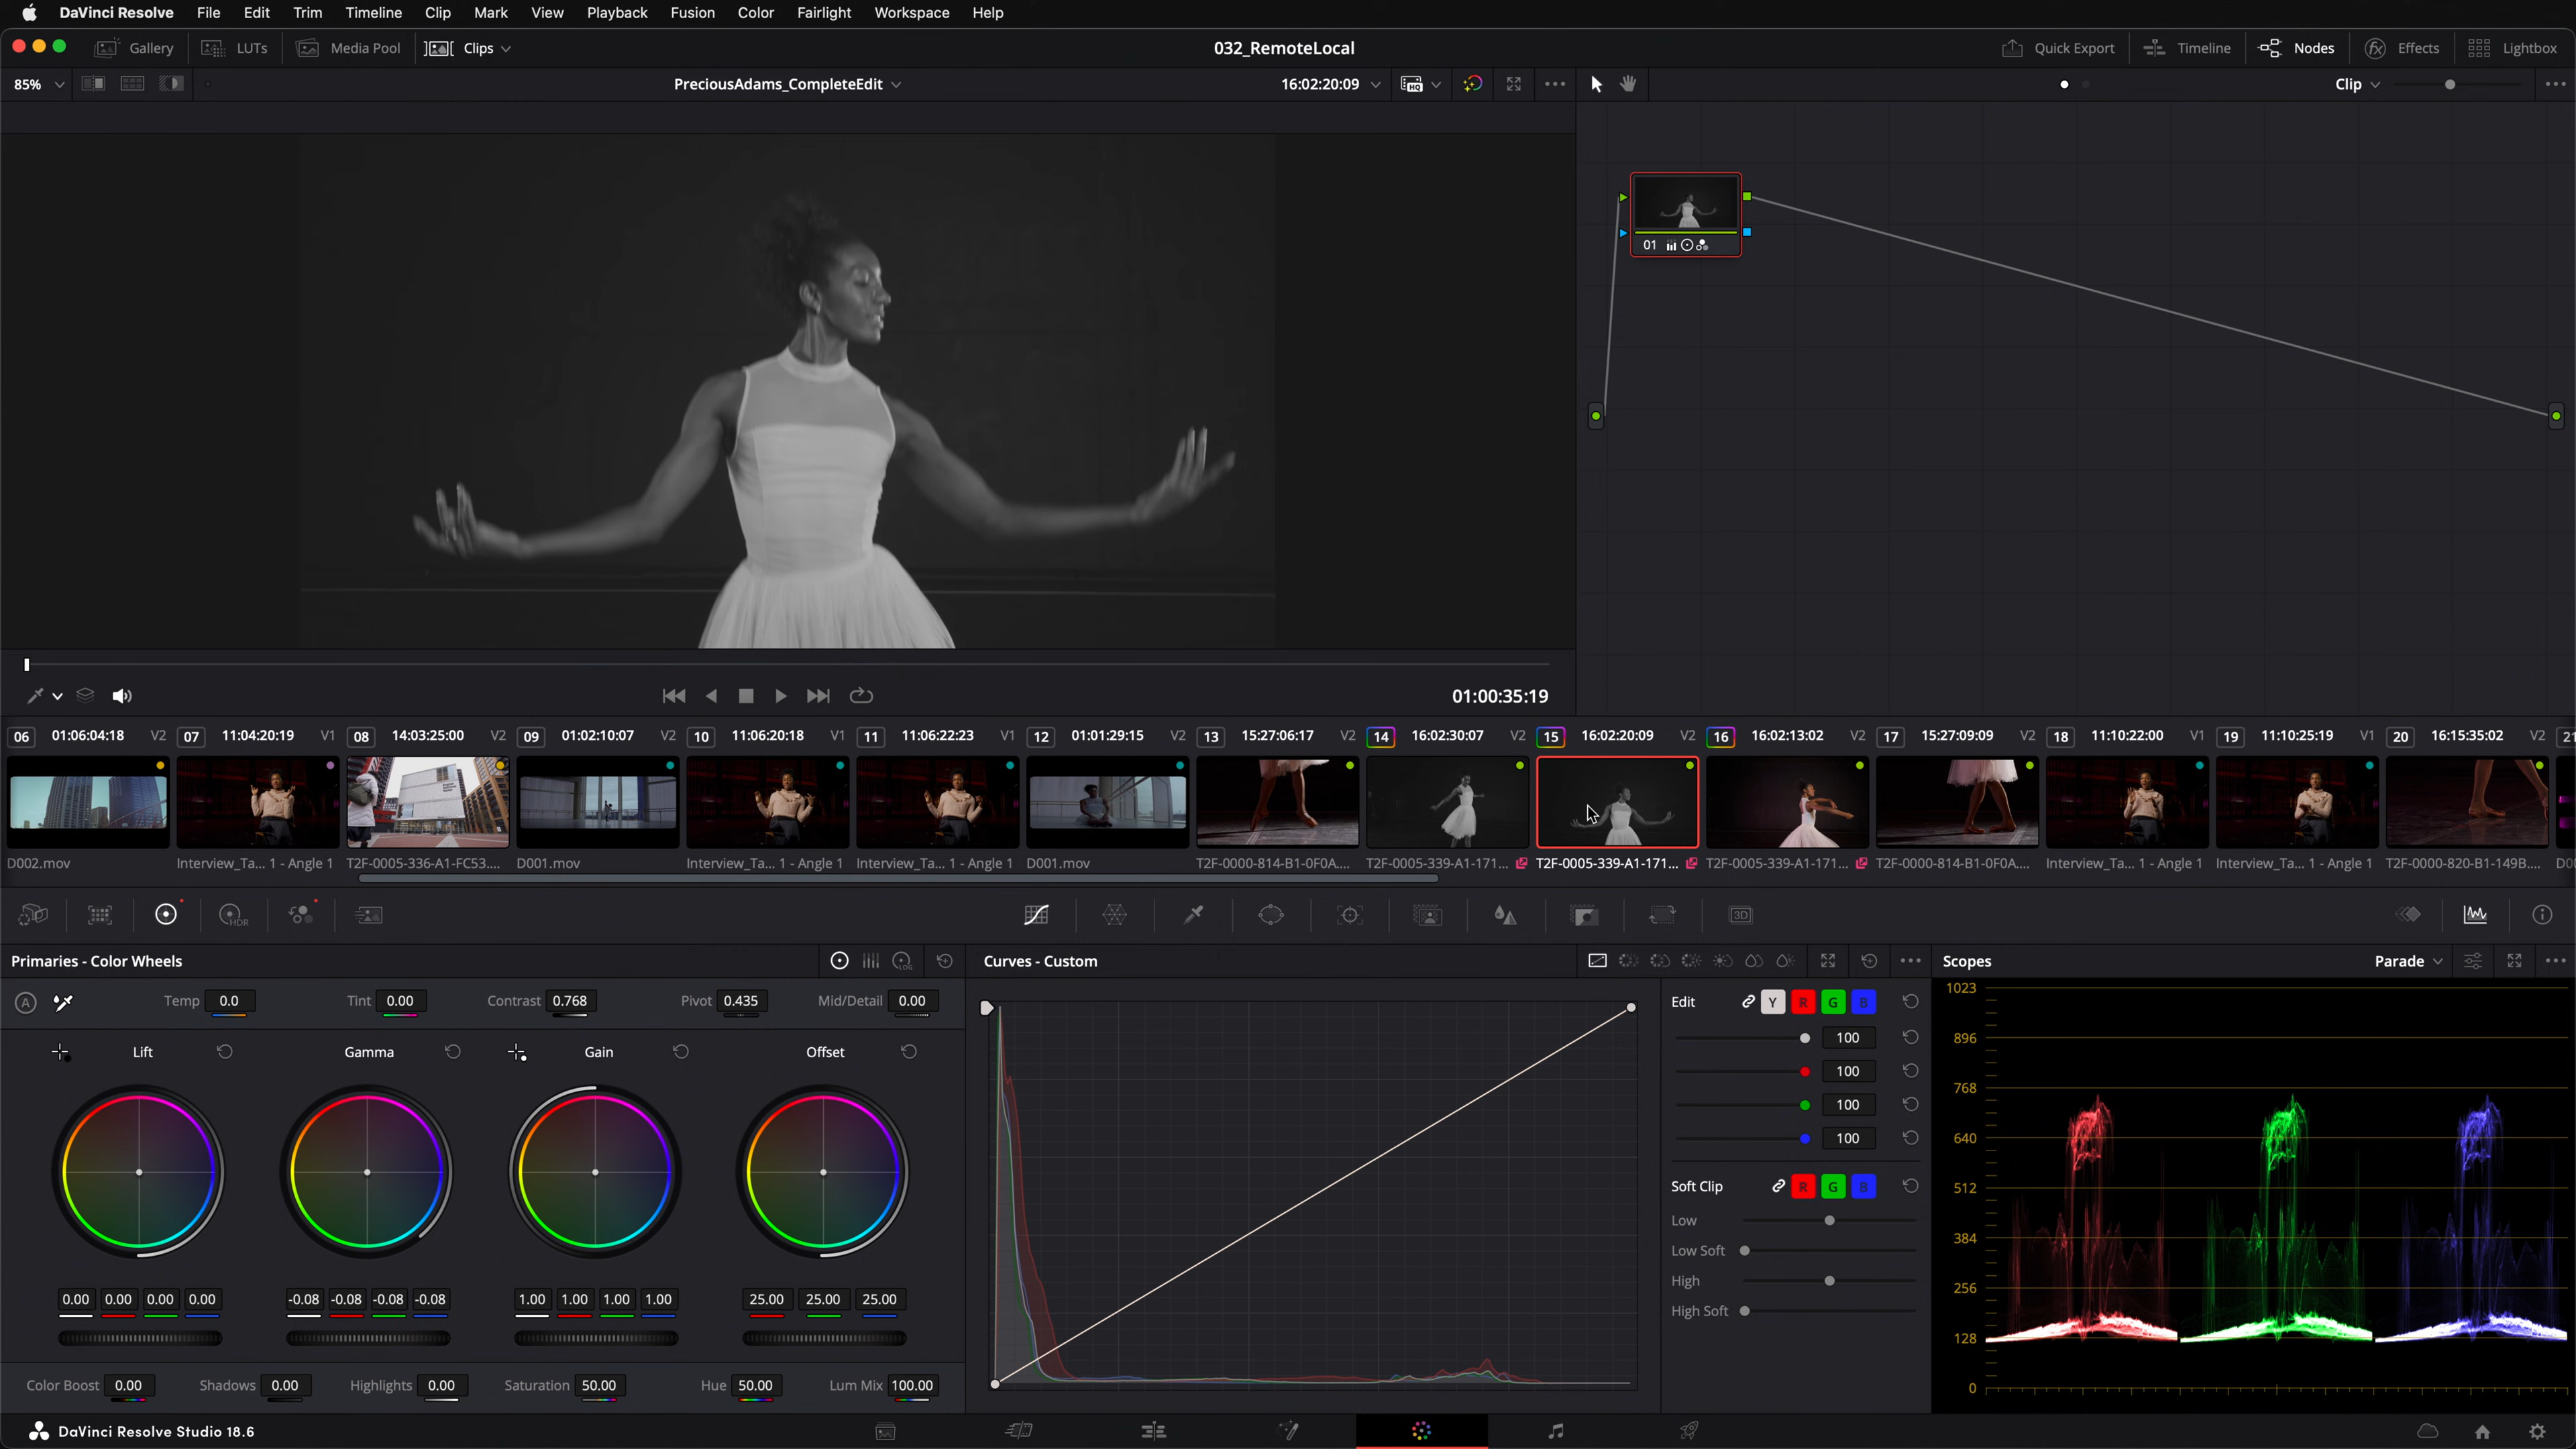 DaVinci Resolve File Edit Trim Timeline Clip Mark View Playback Fusion Color Fairlight Workspace Help
Gallery LUTs Media Pool Clips 032_RemoteLocal Quick Export Timeline Nodes Effects Lightbox
85% PreciousAdams_CompleteEdit 16:02:20:09 HQ Clip
01
01:00:35:19
06 01:06:04:18 V2 07 11:04:20:19 V1 08 14:03:25:00 V2 09 01:02:10:07 V2 10 11:06:20:18 V1 11 11:06:22:23 V1 12 01:01:29:15 V2 13 15:27:06:17 V2 14 16:02:30:07 V2 15 16:02:20:09 V2 16 16:02:13:02 V2 17 15:27:09:09 V2 18 11:10:22:00 V1 19 11:10:25:19 V1 20 16:15:35:02 V2 21
D002.mov Interview_Ta... 1 - Angle 1 T2F-0005-336-A1-FC53.... D001.mov Interview_Ta... 1 - Angle 1 Interview_Ta... 1 - Angle 1 D001.mov T2F-0000-814-B1-0F0A.... T2F-0005-339-A1-171... T2F-0005-339-A1-171... T2F-0005-339-A1-171... T2F-0000-814-B1-0F0A.... Interview_Ta... 1 - Angle 1 Interview_Ta... 1 - Angle 1 T2F-0000-820-B1-149B.... D0
HDR 3D
Primaries - Color Wheels LOG Curves - Custom Scopes Parade
A Temp 0.0 Tint 0.00 Contrast 0.768 Pivot 0.435 Mid/Detail 0.00
Lift Gamma Gain Offset
0.00 0.00 0.00 0.00 -0.08 -0.08 -0.08 -0.08 1.00 1.00 1.00 1.00 25.00 25.00 25.00
Color Boost 0.00 Shadows 0.00 Highlights 0.00 Saturation 50.00 Hue 50.00 Lum Mix 100.00
Edit Y R G B
100
100
100
100
Soft Clip R G B
Low
Low Soft
High
High Soft
1023
896
768
640
512
384
256
128
0
DaVinci Resolve Studio 18.6